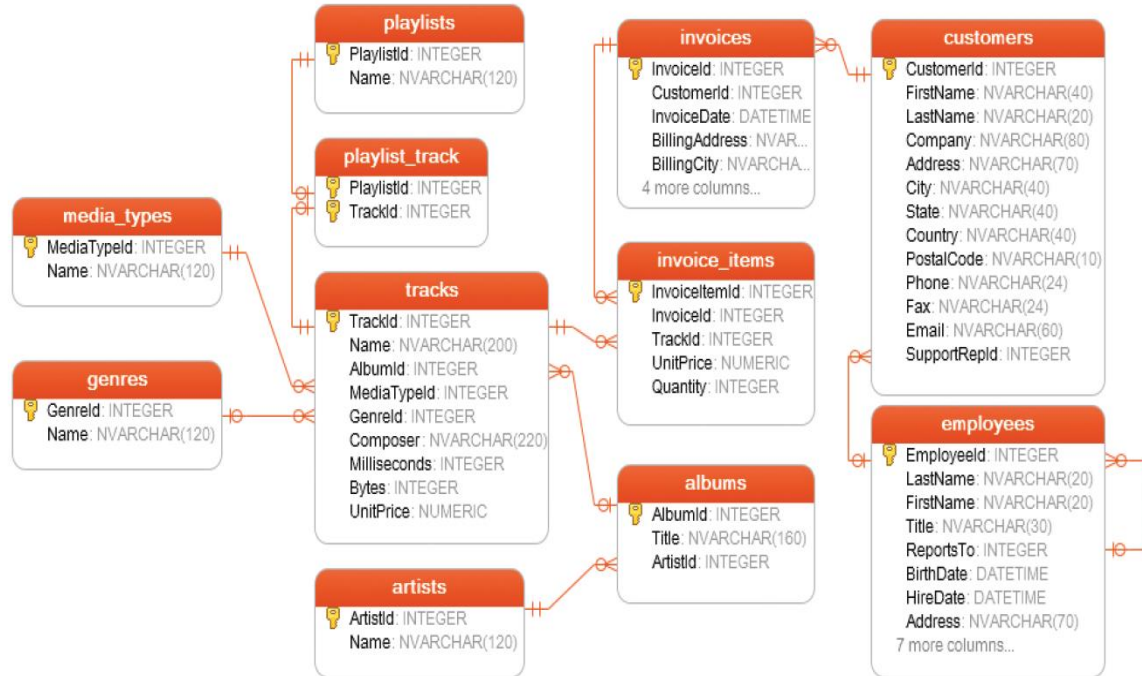 playlists
PlaylistId: INTEGER
Name: NVARCHAR(120)
playlist_track
PlaylistId: INTEGER
TrackId: INTEGER
media_types
MediaTypeId: INTEGER
Name: NVARCHAR(120)
genres
GenreId: INTEGER
Name: NVARCHAR(120)
tracks
TrackId: INTEGER
Name: NVARCHAR(200)
AlbumId: INTEGER
MediaTypeId: INTEGER
GenreId: INTEGER
Composer: NVARCHAR(220)
Milliseconds: INTEGER
Bytes: INTEGER
UnitPrice: NUMERIC
artists
ArtistId: INTEGER
Name: NVARCHAR(120)
invoices
InvoiceId: INTEGER
CustomerId: INTEGER
InvoiceDate: DATETIME
BillingAddress: NVAR...
BillingCity: NVARCHA...
4 more columns...
invoice_items
InvoiceItemId: INTEGER
InvoiceId: INTEGER
TrackId: INTEGER
UnitPrice: NUMERIC
Quantity: INTEGER
albums
AlbumId: INTEGER
Title: NVARCHAR(160)
ArtistId: INTEGER
customers
CustomerId: INTEGER
FirstName: NVARCHAR(40)
LastName: NVARCHAR(20)
Company: NVARCHAR(80)
Address: NVARCHAR(70)
City: NVARCHAR(40)
State: NVARCHAR(40)
Country: NVARCHAR(40)
PostalCode: NVARCHAR(10)
Phone: NVARCHAR(24)
Fax: NVARCHAR(24)
Email: NVARCHAR(60)
SupportRepId: INTEGER
employees
EmployeeId: INTEGER
LastName: NVARCHAR(20)
FirstName: NVARCHAR(20)
Title: NVARCHAR(30)
ReportsTo: INTEGER
BirthDate: DATETIME
HireDate: DATETIME
Address: NVARCHAR(70)
7 more columns...